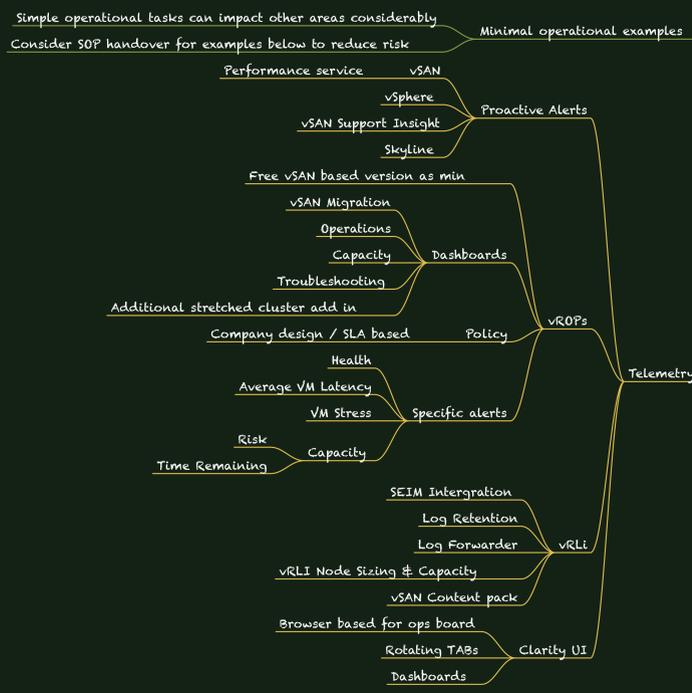 Simple operational tasks can impact other areas considerably
Minimal operational examples
Consider SOP handover for examples below to reduce risk
Performance service
vSAN
vSphere
Proactive Alerts
vSAN Support Insight
Skyline
Free vSAN based version as min
vSAN Migration
Operations
Capacity
Dashboards
Troubleshooting
Additional stretched cluster add in
vROPs
Company design / SLA based
Policy
Health
Telemetry
Average VM Latency
VM Stress
Specific alerts
Risk
Capacity
Time Remaining
SEIM Intergration
Log Retention
Log Forwarder
vRLi
vRLI Node Sizing & Capacity
vSAN Content pack
Browser based for ops board
Rotating TABs
Clarity UI
Dashboards